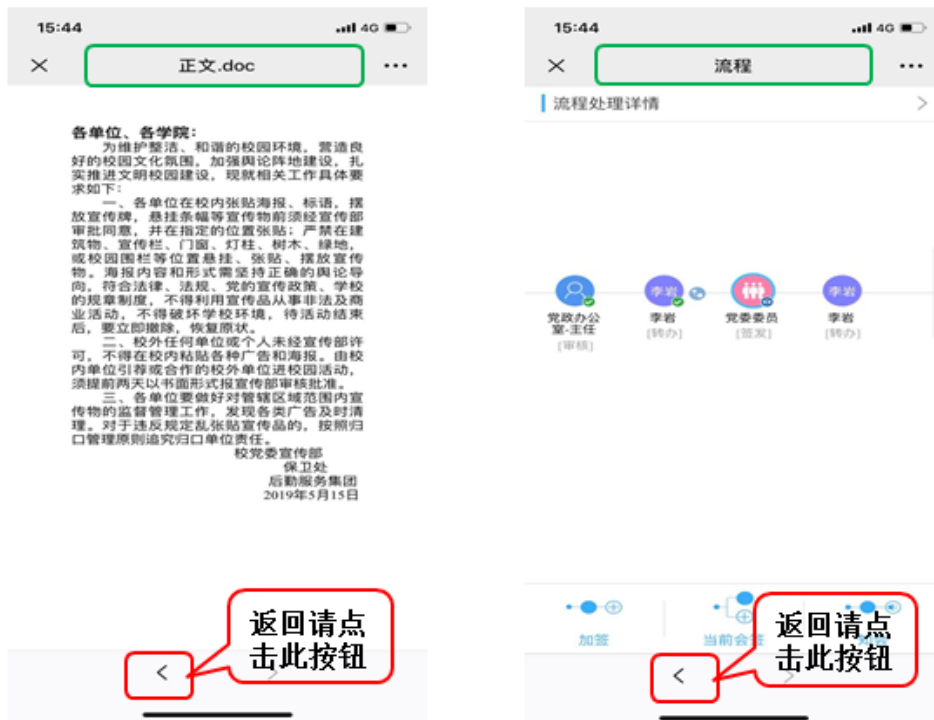 15:44
4G
正文.doc
各单位、各学院：
为维护整洁、和谐的校园环境，营造良
好的校园文化氛围，加强舆论阵地建设，扎
实推进文明校园建设，现就相关工作具体要
求如下：
一、各单位在校内张贴海报、标语，摆
放宣传牌，悬挂条幅等宣传物前须经宣传部
审批同意，并在指定的位置张贴；严禁在建
筑物、宣传栏、门窗、灯柱、树木、绿地，
或校园围栏等位置悬挂、张贴、摆放宣传
物。海报内容和形式需坚持正确的舆论导
向，符合法律、法规、党的宣传政策、学校
的规章制度，不得利用宣传品从事非法及商
业活动，不得破坏学校环境，待活动结束
后，要立即撤除，恢复原状。
二、校外任何单位或个人未经宣传部许
可，不得在校内粘贴各种广告和海报。由校
内单位引荐或合作的校外单位进校园活动，
须提前两天以书面形式报宣传部审核批准。
三、各单位要做好对管辖区域范围内宣
传物的监督管理工作，发现各类广告及时清
理。对于违反规定乱张贴宣传品的，按照归
口管理原则追究归口单位责任。
校党委宣传部
保卫处
后勤服务集团
2019年5月15日
返回请点
击此按钮
15:44
4G
流程
流程处理详情
李岩
李岩
党政办公
室-主任
[审核]
李岩
[转办]
党委委员
[签发]
李岩
[转办]
加签
当前会签
知会
返回请点
击此按钮